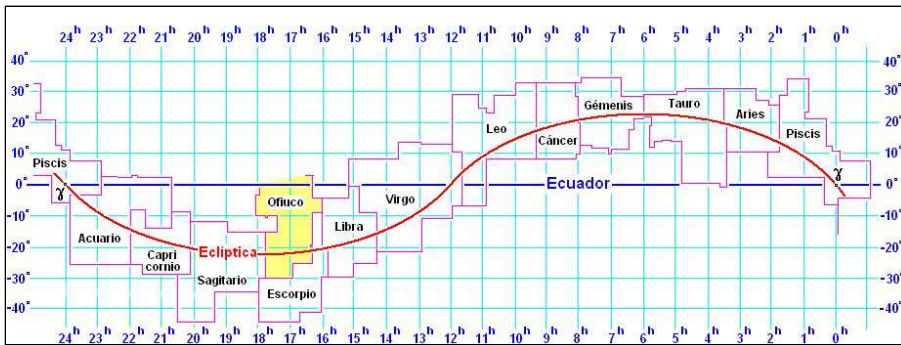 24h 23h 22h 21h 20h 19h 18h 17h 16h 15h 14h 13h 12h 11h 10h 9h 8h 7h 6h 5h 4h 3h 2h 1h 0h
40° 40°
30° 30°
Géminis Tauro
20° Aries 20°
Leo
Cáncer Piscis
10° 10°
Piscis
0° γ Ecuador γ 0°
Ofiuco Virgo
-10° -10°
Libra
Acuario
-20° Eclíptica -20°
Capri
cornio
Sagitario
-30° Escorpio -30°
-40° -40°
24h 23h 22h 21h 20h 19h 18h 17h 16h 15h 14h 13h 12h 11h 10h 9h 8h 7h 6h 5h 4h 3h 2h 1h 0h